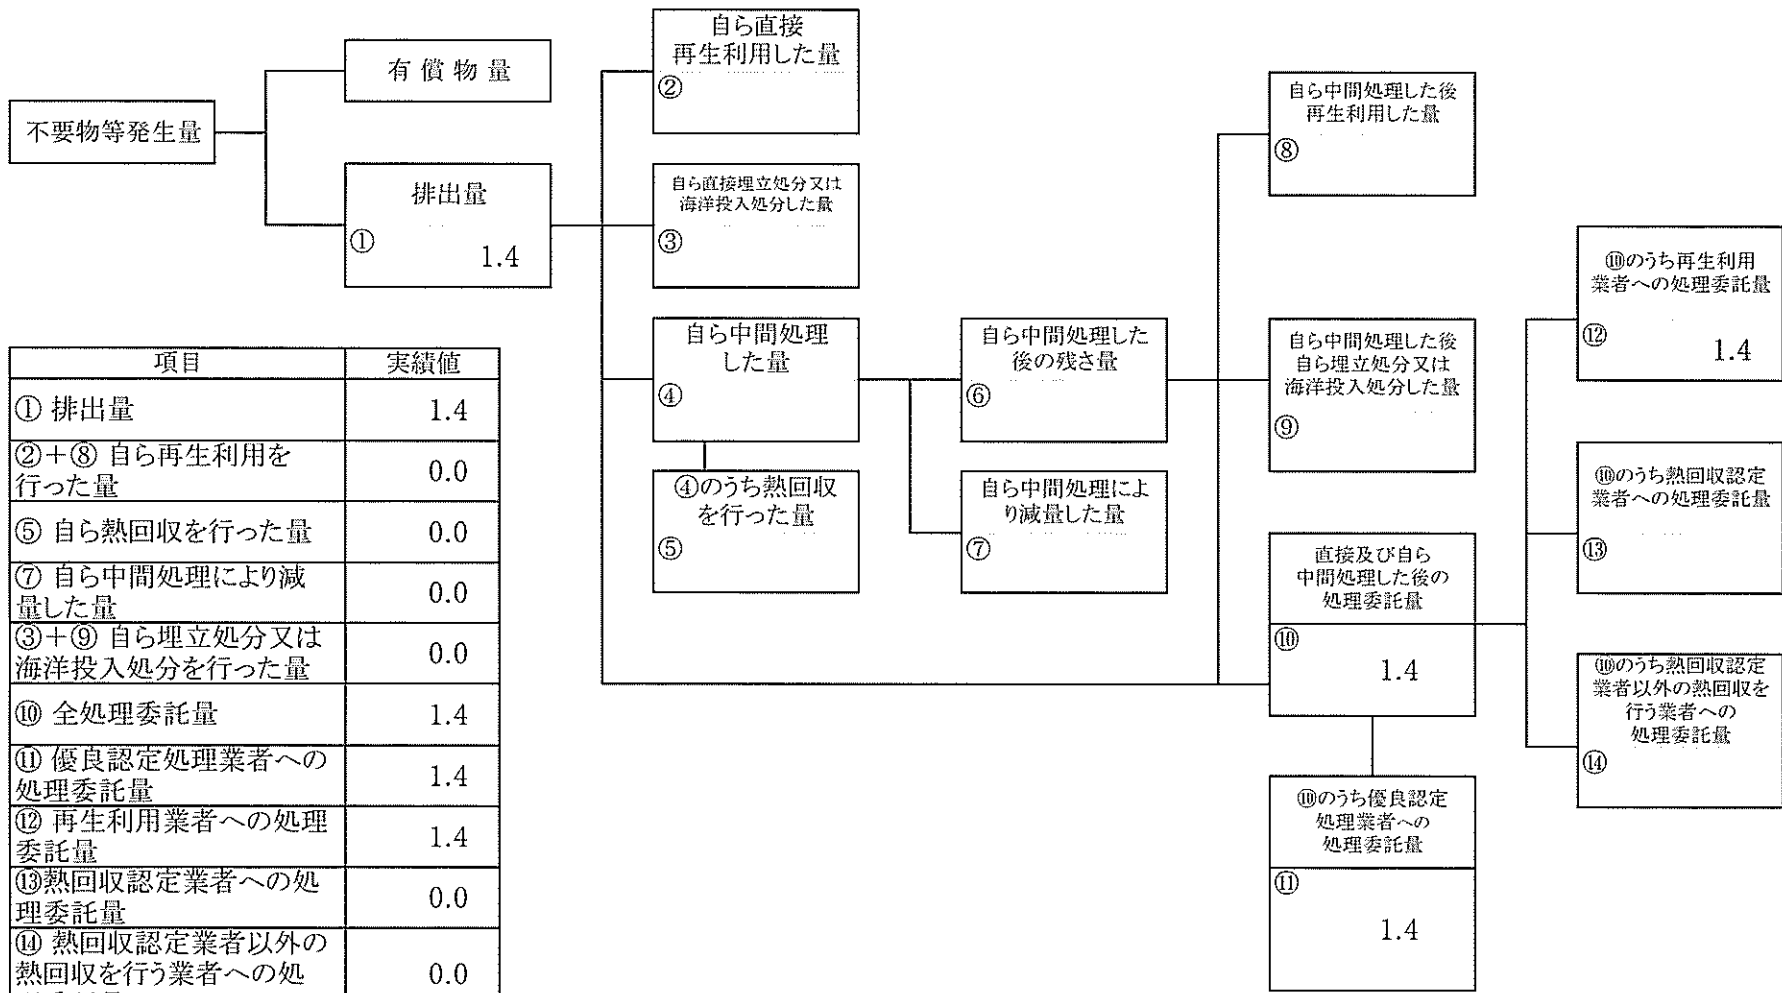 不要物等発生量
有償物量
排出量
①
1.4
自ら直接
再生利用した量
②
自ら直接埋立処分又は
海洋投入処分した量
③
自ら中間処理
した量
④
④のうち熱回収
を行った量
⑤
自ら中間処理した
後の残さ量
⑥
自ら中間処理によ
り減量した量
⑦
自ら中間処理した後
再生利用した量
⑧
自ら中間処理した後
自ら埋立処分又は
海洋投入処分した量
⑨
直接及び自ら
中間処理した後の
処理委託量
⑩
1.4
⑩のうち優良認定
処理業者への
処理委託量
⑪
1.4
⑩のうち再生利用
業者への処理委託量
⑫
1.4
⑩のうち熱回収認定
業者への処理委託量
⑬
⑩のうち熱回収認定
業者以外の熱回収を
行う業者への
処理委託量
⑭
項目 実績値
① 排出量 1.4
②+⑧ 自ら再生利用を
行った量 0.0
⑤ 自ら熱回収を行った量 0.0
⑦ 自ら中間処理により減
量した量 0.0
③+⑨ 自ら埋立処分又は
海洋投入処分を行った量 0.0
⑩ 全処理委託量 1.4
⑪ 優良認定処理業者への
処理委託量 1.4
⑫ 再生利用業者への処理
委託量 1.4
⑬熱回収認定業者への処
理委託量 0.0
⑭ 熱回収認定業者以外の
熱回収を行う業者への処 0.0